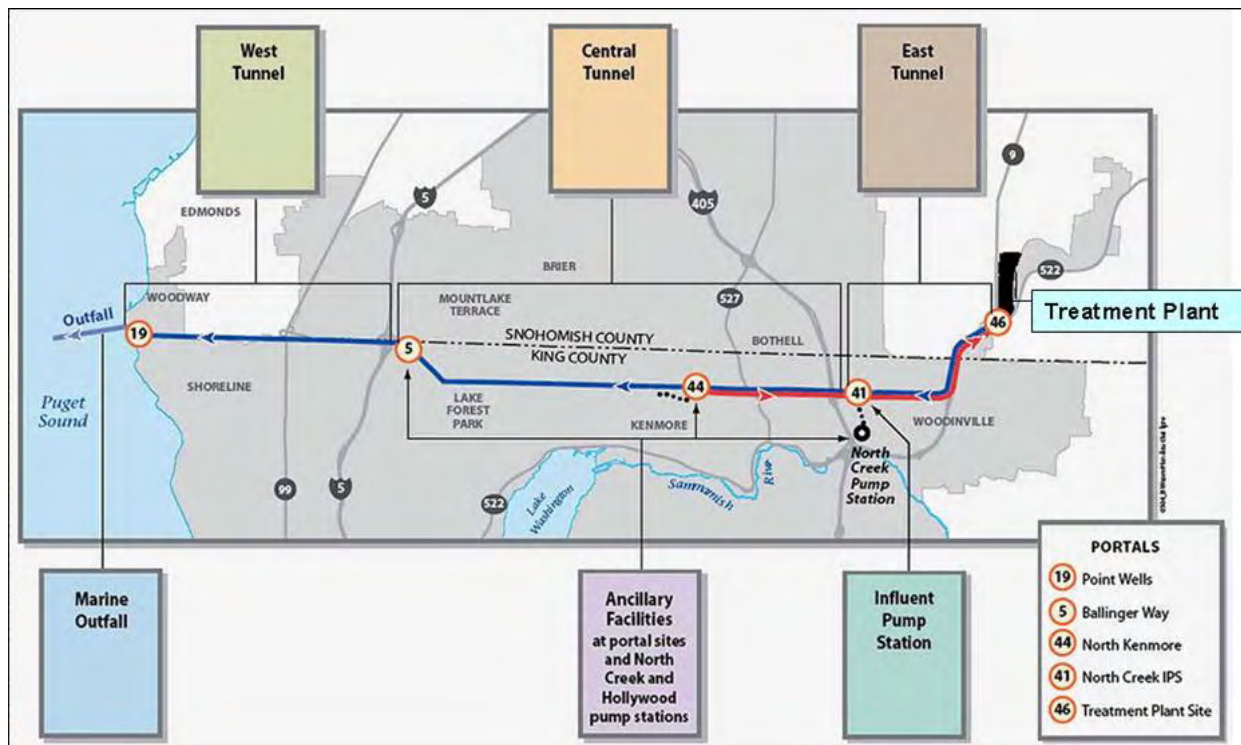 West
Tunnel
Central
Tunnel
East
Tunnel
EDMONDS
5
405
9
BRIER
522
WOODWAY
MOUNTLAKE
TERRACE
527
46
Treatment Plant
Outfall
19
SNOHOMISH COUNTY
BOTHELL
5
KING COUNTY
SHORELINE
44
41
LAKE
FOREST
PARK
KENMORE
WOODINVILLE
Puget
Sound
North
Creek
Pump
Station
99
5
522
Lake
Washington
Sammamish
River
PORTALS
19 Point Wells
5 Ballinger Way
44 North Kenmore
41 North Creek IPS
46 Treatment Plant Site
Marine
Outfall
Ancillary
Facilities
at portal sites
and North
Creek and
Hollywood
pump stations
Influent
Pump
Station